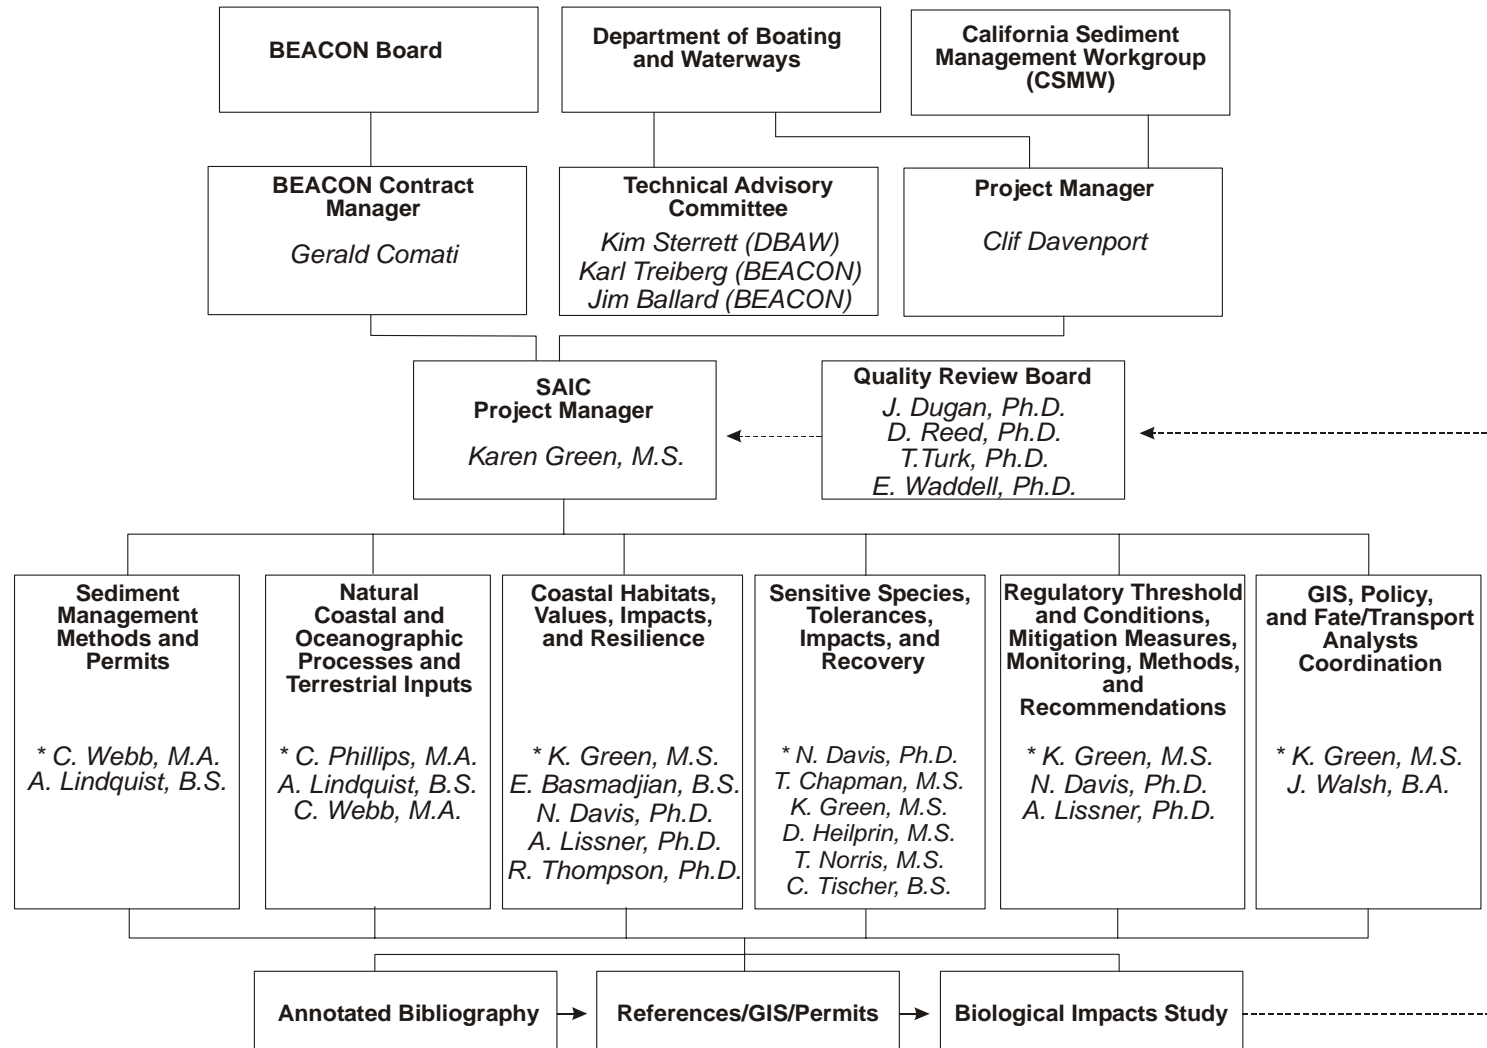 BEACON Board
Department of Boating
and Waterways
California Sediment
Management Workgroup
(CSMW)
BEACON Contract
Manager
Gerald Comati
Technical Advisory
Committee
Kim Sterrett (DBAW)
Karl Treiberg (BEACON)
Jim Ballard (BEACON)
Project Manager
Clif Davenport
SAIC
Project Manager
Karen Green, M.S.
Quality Review Board
J. Dugan, Ph.D.
D. Reed, Ph.D.
T.Turk, Ph.D.
E. Waddell, Ph.D.
Sediment
Management
Methods and
Permits
* C. Webb, M.A.
A. Lindquist, B.S.
Natural
Coastal and
Oceanographic
Processes and
Terrestrial Inputs
* C. Phillips, M.A.
A. Lindquist, B.S.
C. Webb, M.A.
Coastal Habitats,
Values, Impacts,
and Resilience
* K. Green, M.S.
E. Basmadjian, B.S.
N. Davis, Ph.D.
A. Lissner, Ph.D.
R. Thompson, Ph.D.
Sensitive Species,
Tolerances,
Impacts, and
Recovery
* N. Davis, Ph.D.
T. Chapman, M.S.
K. Green, M.S.
D. Heilprin, M.S.
T. Norris, M.S.
C. Tischer, B.S.
Regulatory Threshold
and Conditions,
Mitigation Measures,
Monitoring, Methods,
and
Recommendations
* K. Green, M.S.
N. Davis, Ph.D.
A. Lissner, Ph.D.
GIS, Policy,
and Fate/Transport
Analysts
Coordination
* K. Green, M.S.
J. Walsh, B.A.
Annotated Bibliography
References/GIS/Permits
Biological Impacts Study